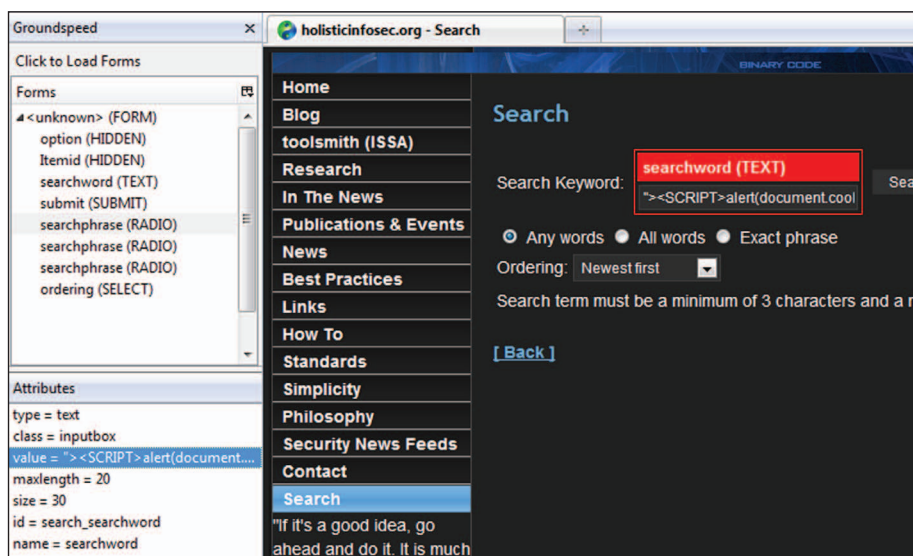 Groundspeed
Click to Load Forms
Forms
<unknown> (FORM)
option (HIDDEN)
Itemid (HIDDEN)
searchword (TEXT)
submit (SUBMIT)
searchphrase (RADIO)
searchphrase (RADIO)
searchphrase (RADIO)
ordering (SELECT)
Attributes
type = text
class = inputbox
value = "><SCRIPT>alert(document....
maxlength = 20
size = 30
id = search_searchword
name = searchword
holisticinfosec.org - Search
BINARY CODE
Home
Blog
toolsmith (ISSA)
Research
In The News
Publications & Events
News
Best Practices
Links
How To
Standards
Simplicity
Philosophy
Security News Feeds
Contact
Search
"If it's a good idea, go
ahead and do it. It is much
Search
searchword (TEXT)
Search Keyword: "><SCRIPT>alert(document.cool Sea
Any words All words Exact phrase
Ordering: Newest first
Search term must be a minimum of 3 characters and a
[ Back ]